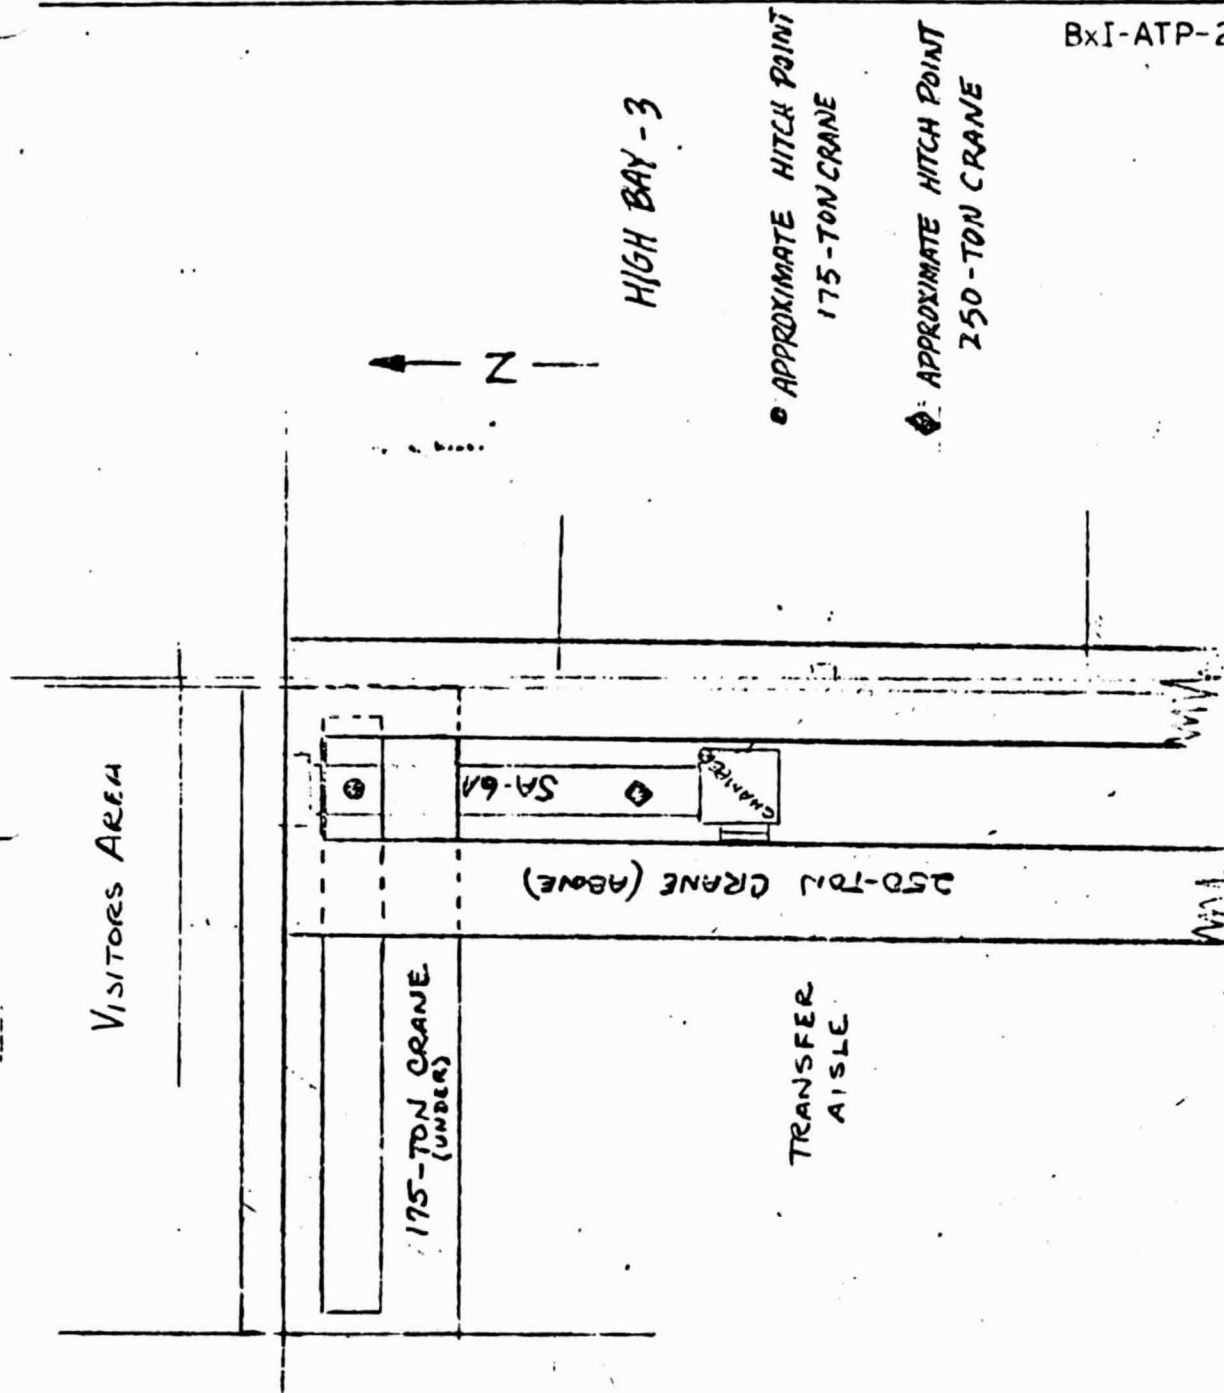 BxI-ATP-2
HIGH BAY - 3
APPROXIMATE HITCH POINT
175-TON CRANE
APPROXIMATE HITCH POINT
250-TON CRANE
N
VISITORS AREA
SA-6A
250-TON CRANE (ABOVE)
175-TON CRANE
(UNDER)
TRANSFER
AISLE